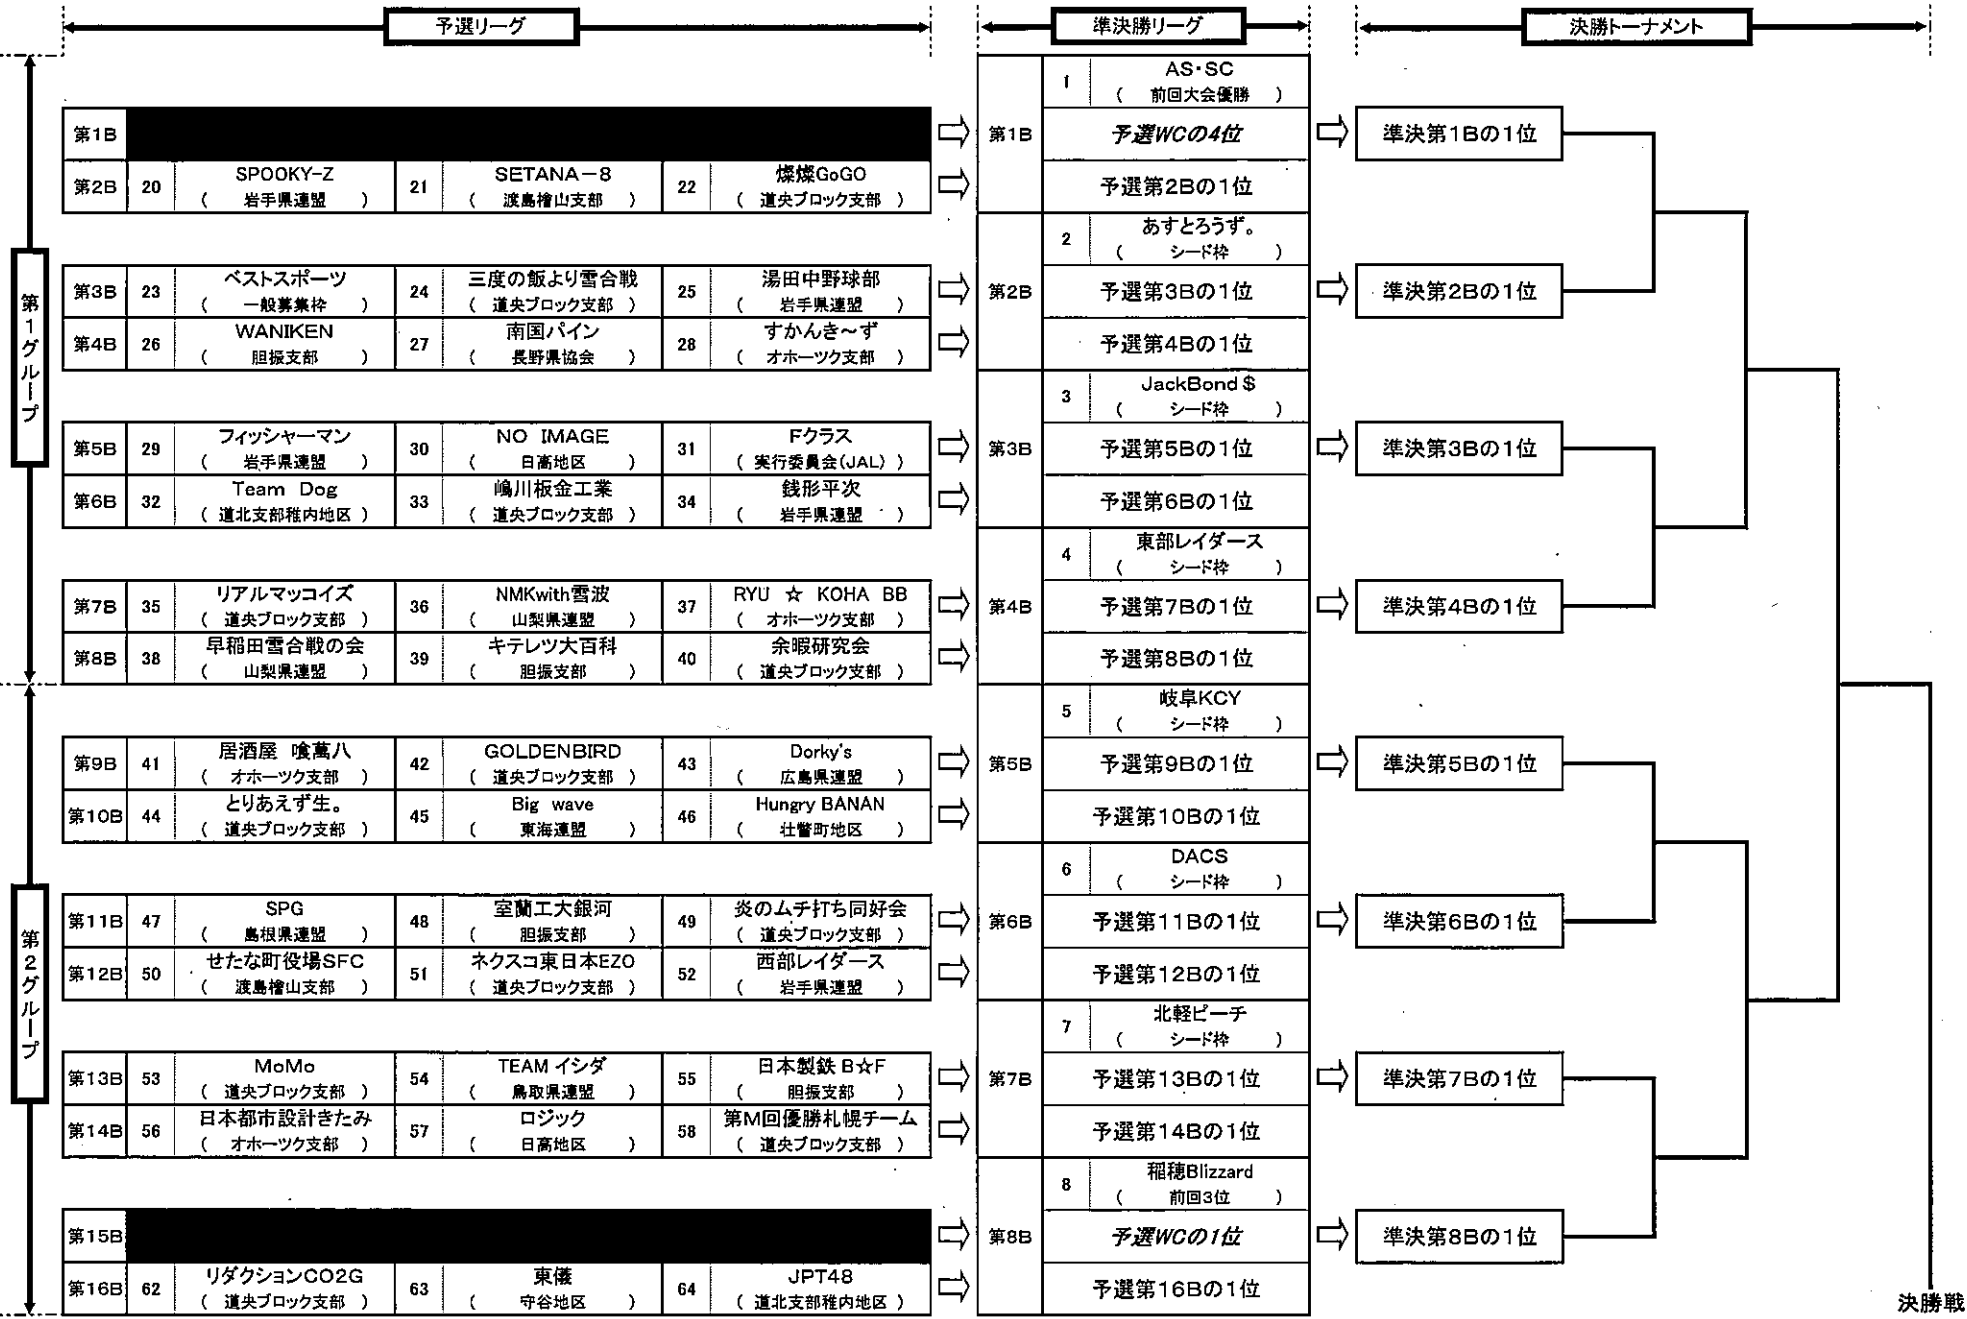 予選リーグ 準決勝リーグ 決勝トーナメント
第1グループ
第1B
第2B 20 SPOOKY-Z 21 SETANA－8 22 燦燦GoGO
( 岩手県連盟 ) ( 渡島檜山支部 ) ( 道央ブロック支部 )
第3B 23 ベストスポーツ 24 三度の飯より雪合戦 25 湯田中野球部
( 一般募集枠 ) ( 道央ブロック支部 ) ( 岩手県連盟 )
第4B 26 WANIKEN 27 南国パイン 28 すかんき～ず
( 胆振支部 ) ( 長野県協会 ) ( オホーツク支部 )
第5B 29 フィッシャーマン 30 NO IMAGE 31 Fクラス
( 岩手県連盟 ) ( 日高地区 ) ( 実行委員会(JAL) )
第6B 32 Team Dog 33 嶋川板金工業 34 銭形平次
( 道北支部稚内地区 ) ( 道央ブロック支部 ) ( 岩手県連盟 )
第7B 35 リアルマッコイズ 36 NMKwith雪波 37 RYU ☆ KOHA BB
( 道央ブロック支部 ) ( 山梨県連盟 ) ( オホーツク支部 )
第8B 38 早稲田雪合戦の会 39 キテレツ大百科 40 余暇研究会
( 山梨県連盟 ) ( 胆振支部 ) ( 道央ブロック支部 )
第2グループ
第9B 41 居酒屋 喰萬八 42 GOLDENBIRD 43 Dorky's
( オホーツク支部 ) ( 道央ブロック支部 ) ( 広島県連盟 )
第10B 44 とりあえず生。 45 Big wave 46 Hungry BANAN
( 道央ブロック支部 ) ( 東海連盟 ) ( 壮瞥町地区 )
第11B 47 SPG 48 室蘭工大銀河 49 炎のムチ打ち同好会
( 島根県連盟 ) ( 胆振支部 ) ( 道央ブロック支部 )
第12B 50 せたな町役場SFC 51 ネクスコ東日本EZO 52 西部レイダース
( 渡島檜山支部 ) ( 道央ブロック支部 ) ( 岩手県連盟 )
第13B 53 MoMo 54 TEAM イシダ 55 日本製鉄 B☆F
( 道央ブロック支部 ) ( 鳥取県連盟 ) ( 胆振支部 )
第14B 56 日本都市設計きたみ 57 ロジック 58 第M回優勝札幌チーム
( オホーツク支部 ) ( 日高地区 ) ( 道央ブロック支部 )
第15B
第16B 62 リダクションCO2G 63 東儀 64 JPT48
( 道央ブロック支部 ) ( 守谷地区 ) ( 道北支部稚内地区 )
第1B
1 AS・SC
( 前回大会優勝 )
予選WCの4位
予選第2Bの1位
第2B
2 あすとろうず。
( シード枠 )
予選第3Bの1位
予選第4Bの1位
第3B
3 JackBond＄
( シード枠 )
予選第5Bの1位
予選第6Bの1位
第4B
4 東部レイダース
( シード枠 )
予選第7Bの1位
予選第8Bの1位
第5B
5 岐阜KCY
( シード枠 )
予選第9Bの1位
予選第10Bの1位
第6B
6 DACS
( シード枠 )
予選第11Bの1位
予選第12Bの1位
第7B
7 北軽ピーチ
( シード枠 )
予選第13Bの1位
予選第14Bの1位
第8B
8 稲穂Blizzard
( 前回3位 )
予選WCの1位
予選第16Bの1位
準決第1Bの1位
準決第2Bの1位
準決第3Bの1位
準決第4Bの1位
準決第5Bの1位
準決第6Bの1位
準決第7Bの1位
準決第8Bの1位
決勝戦